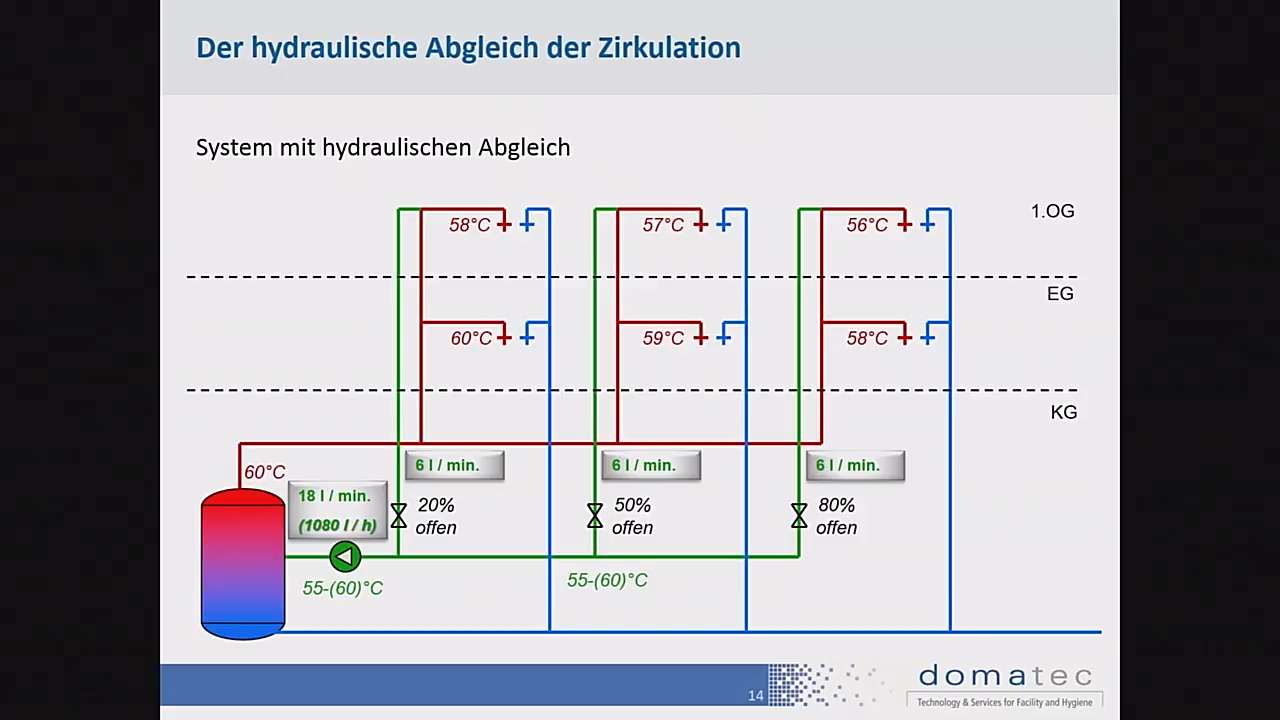 Der hydraulische Abgleich der Zirkulation
System mit hydraulischen Abgleich
58°C
57°C
56°C
1.OG
EG
60°C
59°C
58°C
KG
60°C
6 l / min.
6 l / min.
6 l / min.
18 l / min.
(1080 l / h)
20%
offen
50%
offen
80%
offen
55-(60)°C
55-(60)°C
14
domatec
Technology & Services for Facility and Hygiene